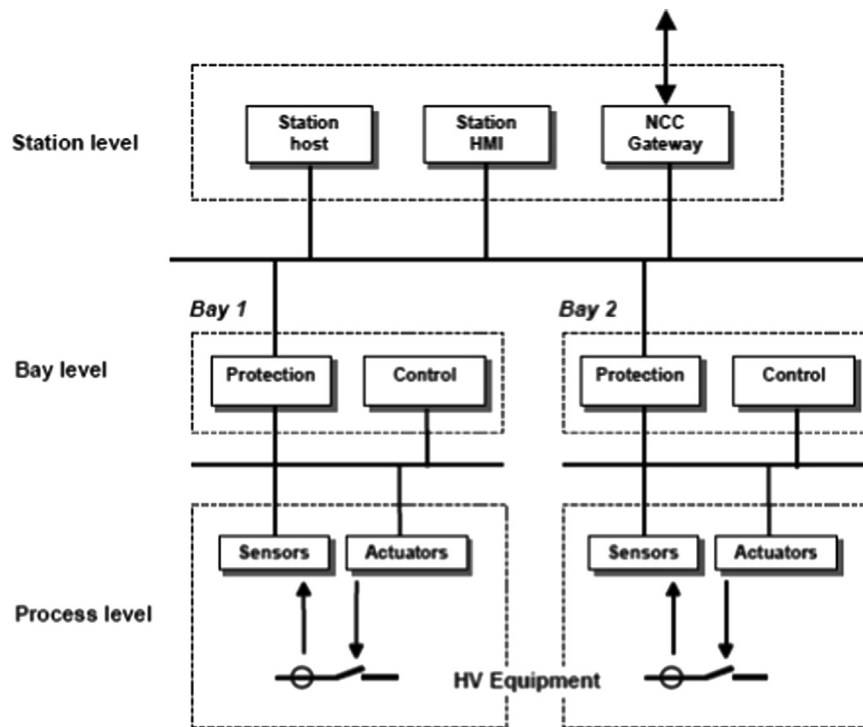 Station level
Station
host
Station
HMI
NCC
Gateway
Bay 1
Bay 2
Bay level
Protection
Control
Protection
Control
Sensors
Actuators
Sensors
Actuators
Process level
HV Equipment